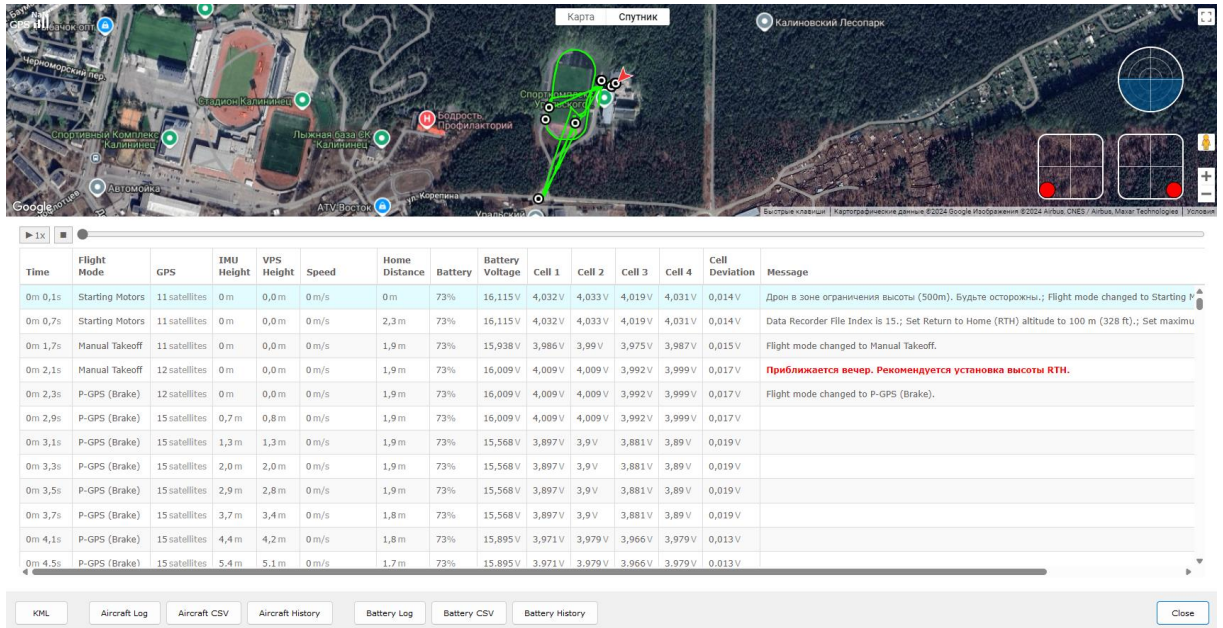 Карта Спутник
Калиновский Лесопарк
GPS
Черноморский пер.
Стадион Калининец
Спортивный Комплекс "Калининец"
Лыжная база СК "Калининец"
Бодрость, Профилакторий
Автомойка
ATV Восток
ул. Корепина
Уральский
Google
Быстрые клавиши Картографические данные ©2024 Google Изображения ©2024 Airbus, CNES / Airbus, Maxar Technologies Условия
1x
Time Flight Mode GPS IMU Height VPS Height Speed Home Distance Battery Battery Voltage Cell 1 Cell 2 Cell 3 Cell 4 Cell Deviation Message
0m 0,1s Starting Motors 11 satellites 0 m 0,0 m 0 m/s 0 m 73% 16,115 V 4,032 V 4,033 V 4,019 V 4,031 V 0,014 V Дрон в зоне ограничения высоты (500m). Будьте осторожны.; Flight mode changed to Starting
0m 0,7s Starting Motors 11 satellites 0 m 0,0 m 0 m/s 2,3 m 73% 16,115 V 4,032 V 4,033 V 4,019 V 4,031 V 0,014 V Data Recorder File Index is 15.; Set Return to Home (RTH) altitude to 100 m (328 ft).; Set maximu
0m 1,7s Manual Takeoff 11 satellites 0 m 0,0 m 0 m/s 1,9 m 73% 15,938 V 3,986 V 3,99 V 3,975 V 3,987 V 0,015 V Flight mode changed to Manual Takeoff.
0m 2,1s Manual Takeoff 12 satellites 0 m 0,0 m 0 m/s 1,9 m 73% 16,009 V 4,009 V 4,009 V 3,992 V 3,999 V 0,017 V Приближается вечер. Рекомендуется установка высоты RTH.
0m 2,3s P-GPS (Brake) 12 satellites 0 m 0,0 m 0 m/s 1,9 m 73% 16,009 V 4,009 V 4,009 V 3,992 V 3,999 V 0,017 V Flight mode changed to P-GPS (Brake).
0m 2,9s P-GPS (Brake) 15 satellites 0,7 m 0,8 m 0 m/s 1,9 m 73% 16,009 V 4,009 V 4,009 V 3,992 V 3,999 V 0,017 V
0m 3,1s P-GPS (Brake) 15 satellites 1,3 m 1,3 m 0 m/s 1,9 m 73% 15,568 V 3,897 V 3,9 V 3,881 V 3,89 V 0,019 V
0m 3,3s P-GPS (Brake) 15 satellites 2,0 m 2,0 m 0 m/s 1,9 m 73% 15,568 V 3,897 V 3,9 V 3,881 V 3,89 V 0,019 V
0m 3,5s P-GPS (Brake) 15 satellites 2,9 m 2,8 m 0 m/s 1,9 m 73% 15,568 V 3,897 V 3,9 V 3,881 V 3,89 V 0,019 V
0m 3,7s P-GPS (Brake) 15 satellites 3,7 m 3,4 m 0 m/s 1,8 m 73% 15,568 V 3,897 V 3,9 V 3,881 V 3,89 V 0,019 V
0m 4,1s P-GPS (Brake) 15 satellites 4,4 m 4,2 m 0 m/s 1,8 m 73% 15,895 V 3,971 V 3,979 V 3,966 V 3,979 V 0,013 V
0m 4,5s P-GPS (Brake) 15 satellites 5,4 m 5,1 m 0 m/s 1,7 m 73% 15,895 V 3,971 V 3,979 V 3,966 V 3,979 V 0,013 V
KML Aircraft Log Aircraft CSV Aircraft History Battery Log Battery CSV Battery History Close